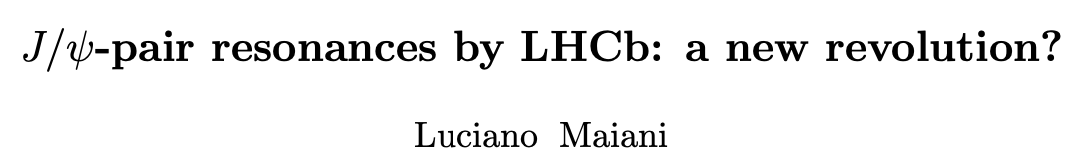 J/ψ-pair resonances by LHCb: a new revolution?
Luciano Maiani